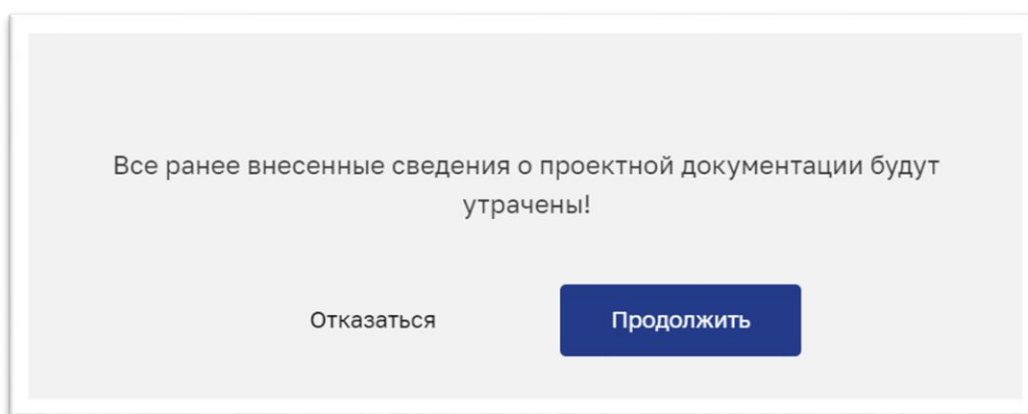 Все ранее внесенные сведения о проектной документации будут
утрачены!
Отказаться
Продолжить